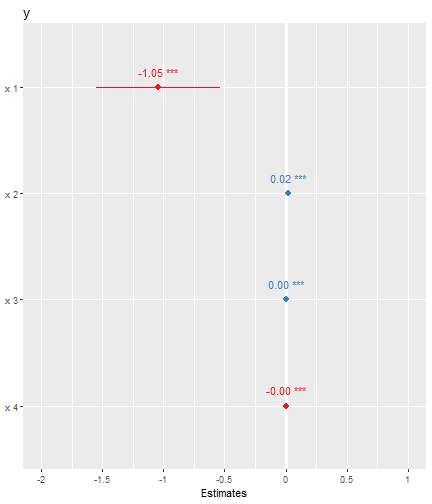 y
-1.05 ***
x 1
0.02 ***
x 2
0.00 ***
x 3
-0.00 ***
x 4
-2 -1.5 -1 -0.5 0 0.5 1
Estimates